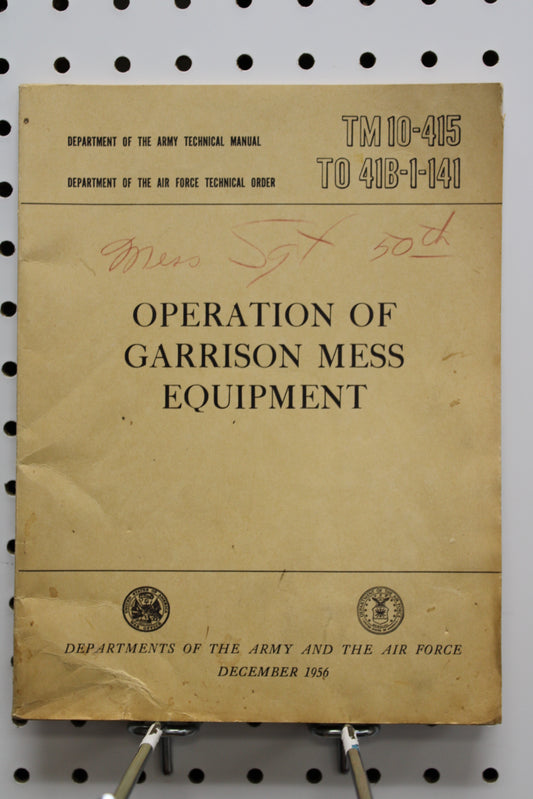 DEPARTMENT OF THE ARMY TECHNICAL MANUAL
TM 10-415
DEPARTMENT OF THE AIR FORCE TECHNICAL ORDER
TO 41B-1-141
Mess Sgt 50th
OPERATION OF
GARRISON MESS
EQUIPMENT
DEPARTMENTS OF THE ARMY AND THE AIR FORCE
DECEMBER 1956